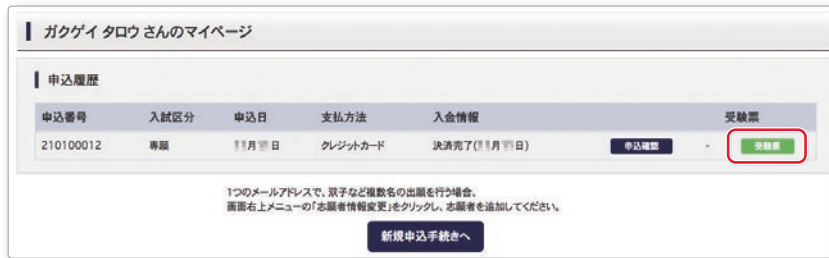 ガクゲイ タロウ さんのマイページ
申込履歴
申込番号 入試区分 申込日 支払方法 入金情報 受験票
210100012 専願 月 日 クレジットカード 決済完了( 月 日) 申込確認 - 受験票
1つのメールアドレスで、双子など複数名の出願を行う場合、
画面右上メニューの「志願者情報変更」をクリックし、志願者を追加してください。
新規申込手続きへ